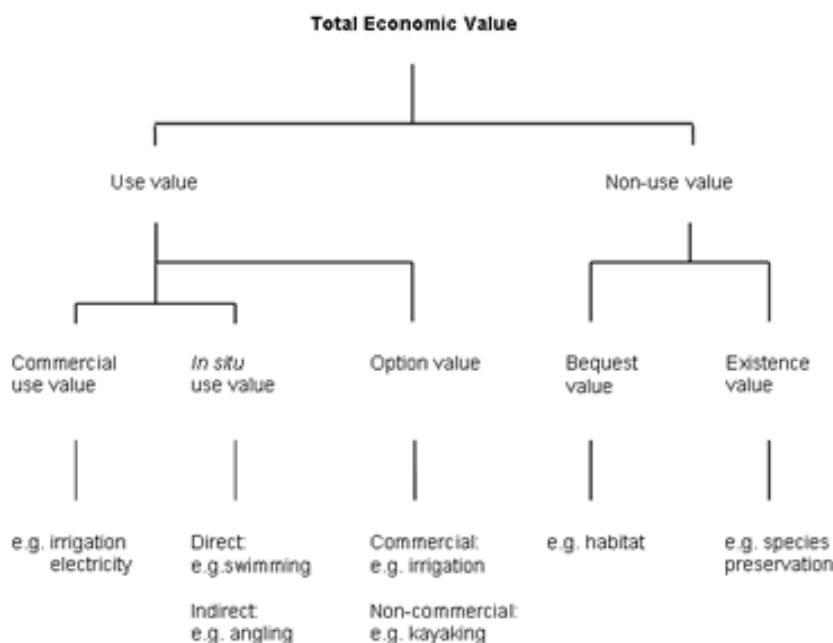 Total Economic Value
Use value
Non-use value
Commercial
use value
In situ
use value
Option value
Bequest
value
Existence
value
e.g. irrigation
electricity
Direct:
e.g.swimming
Indirect:
e.g. angling
Commercial:
e.g. irrigation
Non-commercial:
e.g. kayaking
e.g. habitat
e.g. species
preservation